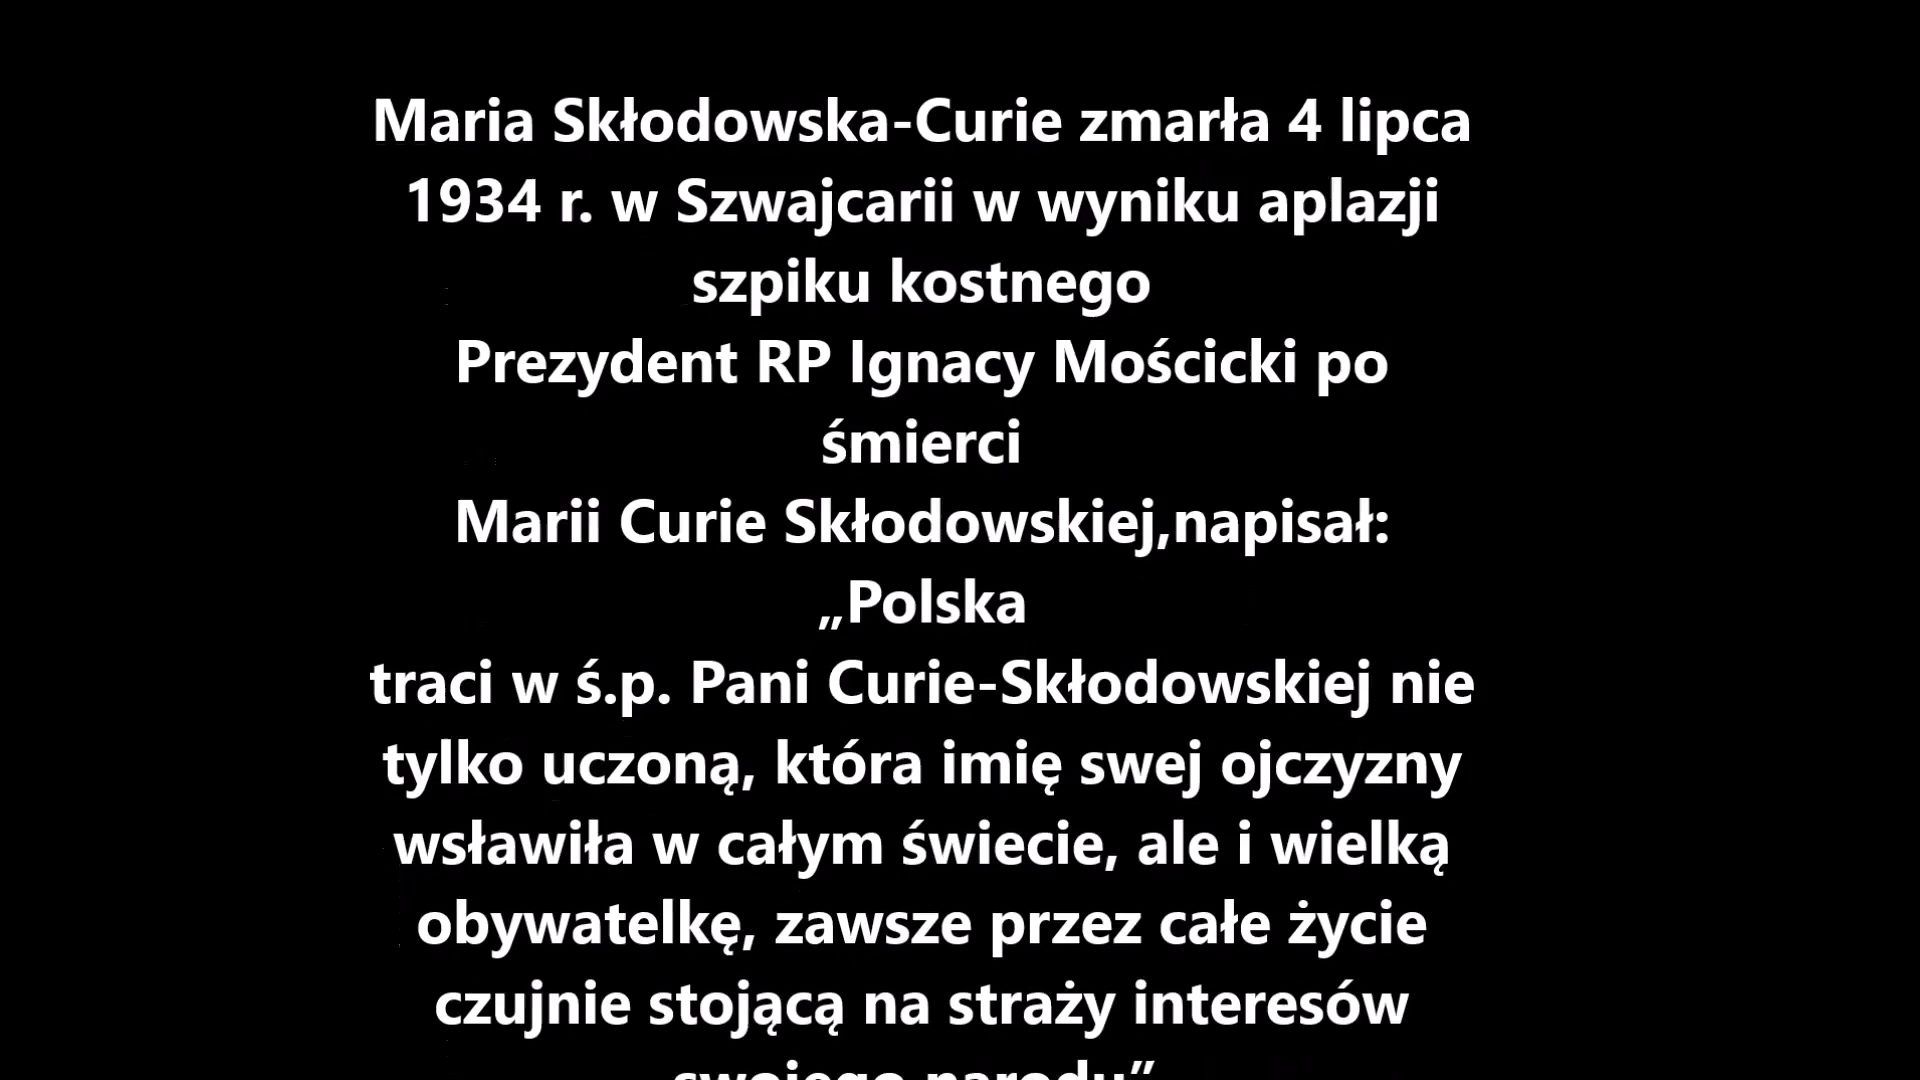 Maria Skłodowska-Curie zmarła 4 lipca
1934 r. w Szwajcarii w wyniku aplazji
szpiku kostnego
Prezydent RP Ignacy Mościcki po
śmierci
Marii Curie Skłodowskiej,napisał:
„Polska
traci w ś.p. Pani Curie-Skłodowskiej nie
tylko uczoną, która imię swej ojczyzny
wsławiła w całym świecie, ale i wielką
obywatelkę, zawsze przez całe życie
czujnie stojącą na straży interesów
swojego narodu”